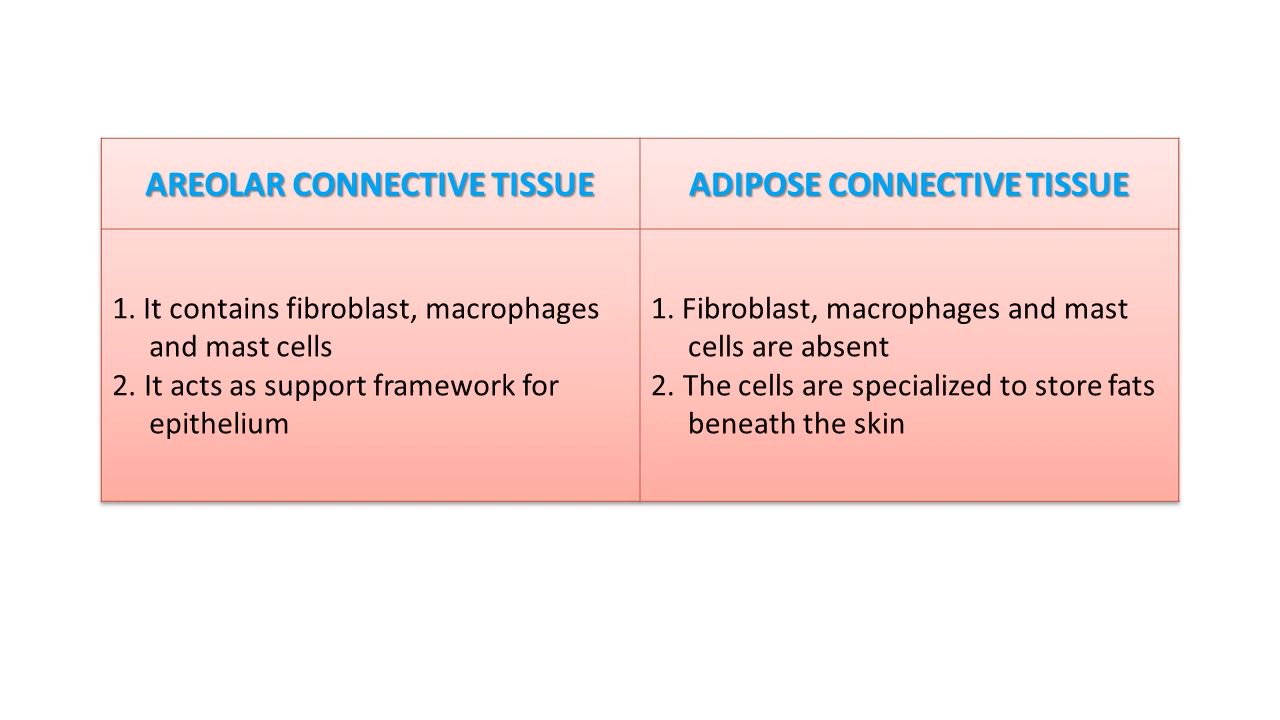 AREOLAR CONNECTIVE TISSUE
ADIPOSE CONNECTIVE TISSUE
1. It contains fibroblast, macrophages
and mast cells
2. It acts as support framework for
epithelium
1. Fibroblast, macrophages and mast
cells are absent
2. The cells are specialized to store fats
beneath the skin